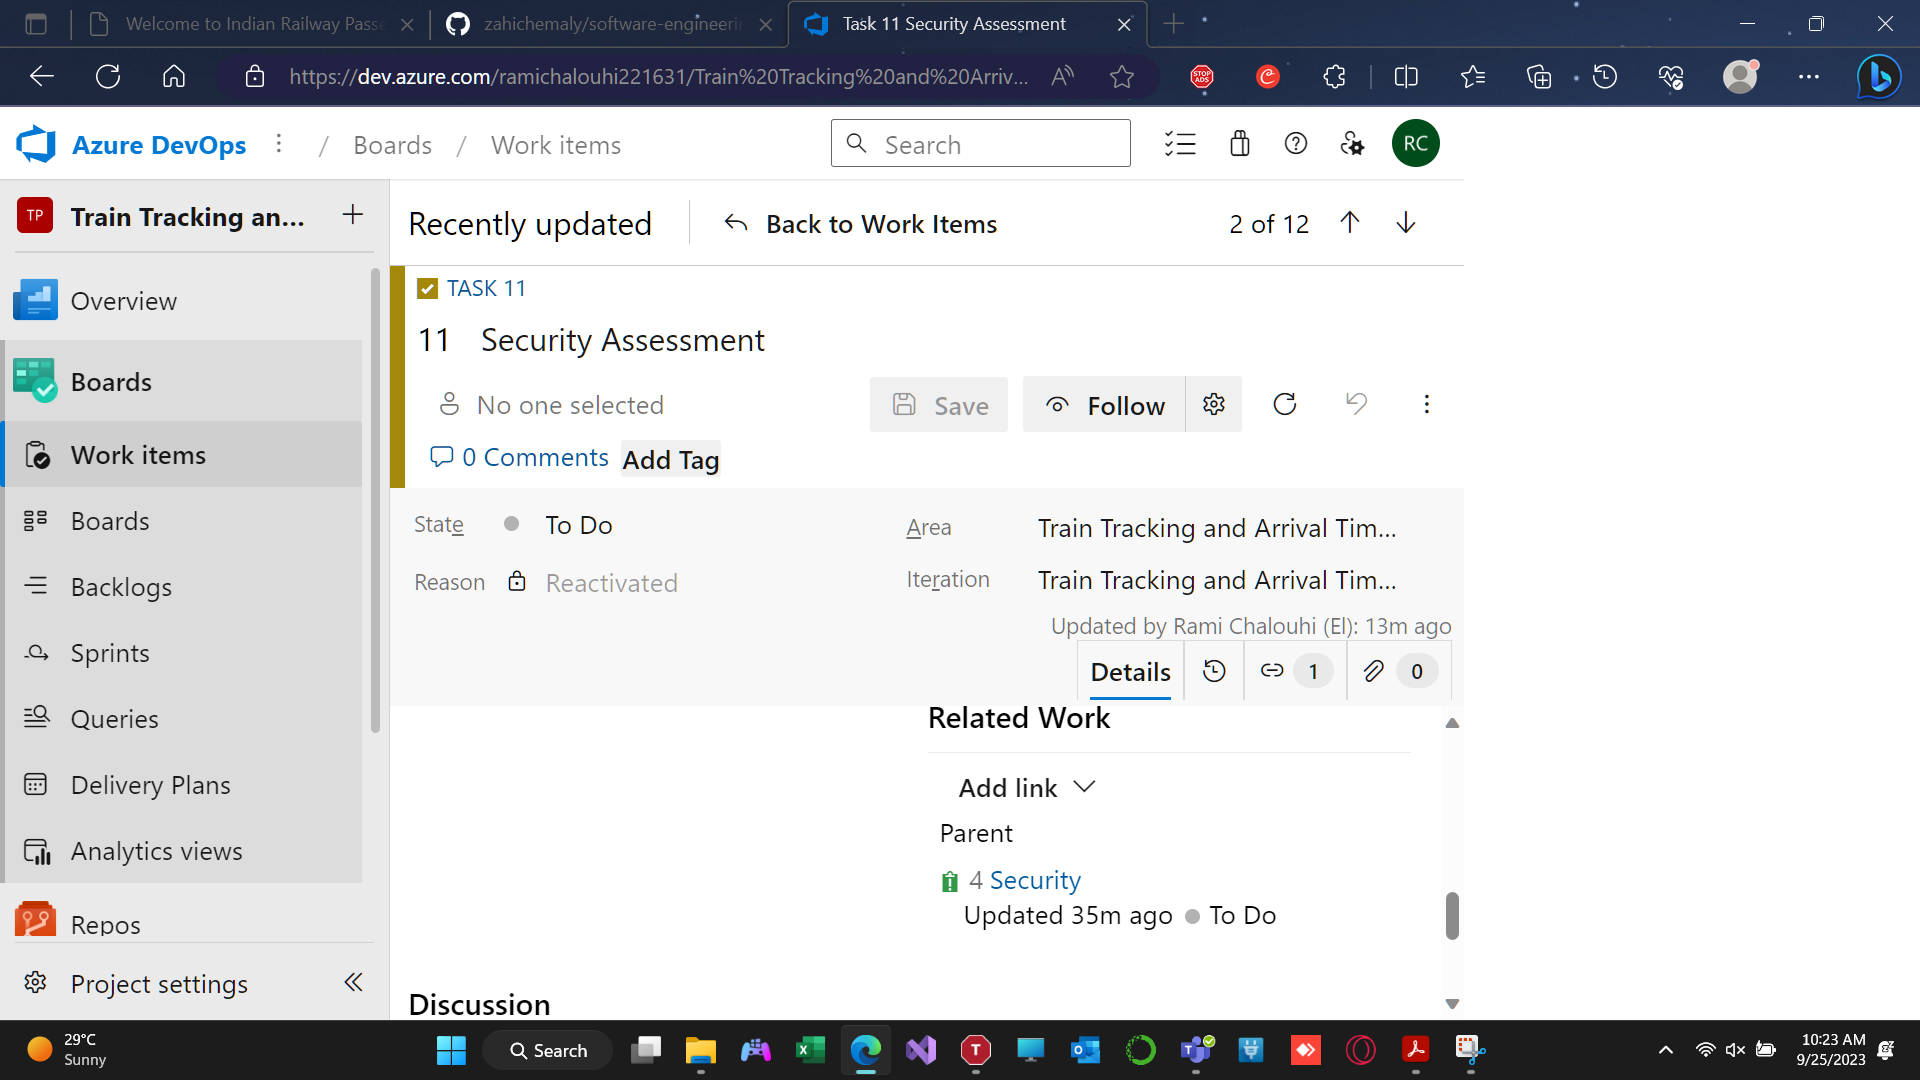 Welcome to Indian Railway Passe
zahichemaly/software-engineerin
Task 11 Security Assessment
https://dev.azure.com/ramichalouhi221631/Train%20Tracking%20and%20Arriv...
Azure DevOps / Boards / Work items
Search
RC
TP Train Tracking an...
Overview
Boards
Work items
Boards
Backlogs
Sprints
Queries
Delivery Plans
Analytics views
Repos
Project settings
Recently updated
Back to Work Items
2 of 12
TASK 11
11 Security Assessment
No one selected
Save
Follow
0 Comments
Add Tag
State To Do
Reason Reactivated
Area Train Tracking and Arrival Tim...
Iteration Train Tracking and Arrival Tim...
Updated by Rami Chalouhi (El): 13m ago
Details 1 0
Related Work
Add link
Parent
4 Security
Updated 35m ago To Do
Discussion
29°C
Sunny
Search
10:23 AM
9/25/2023